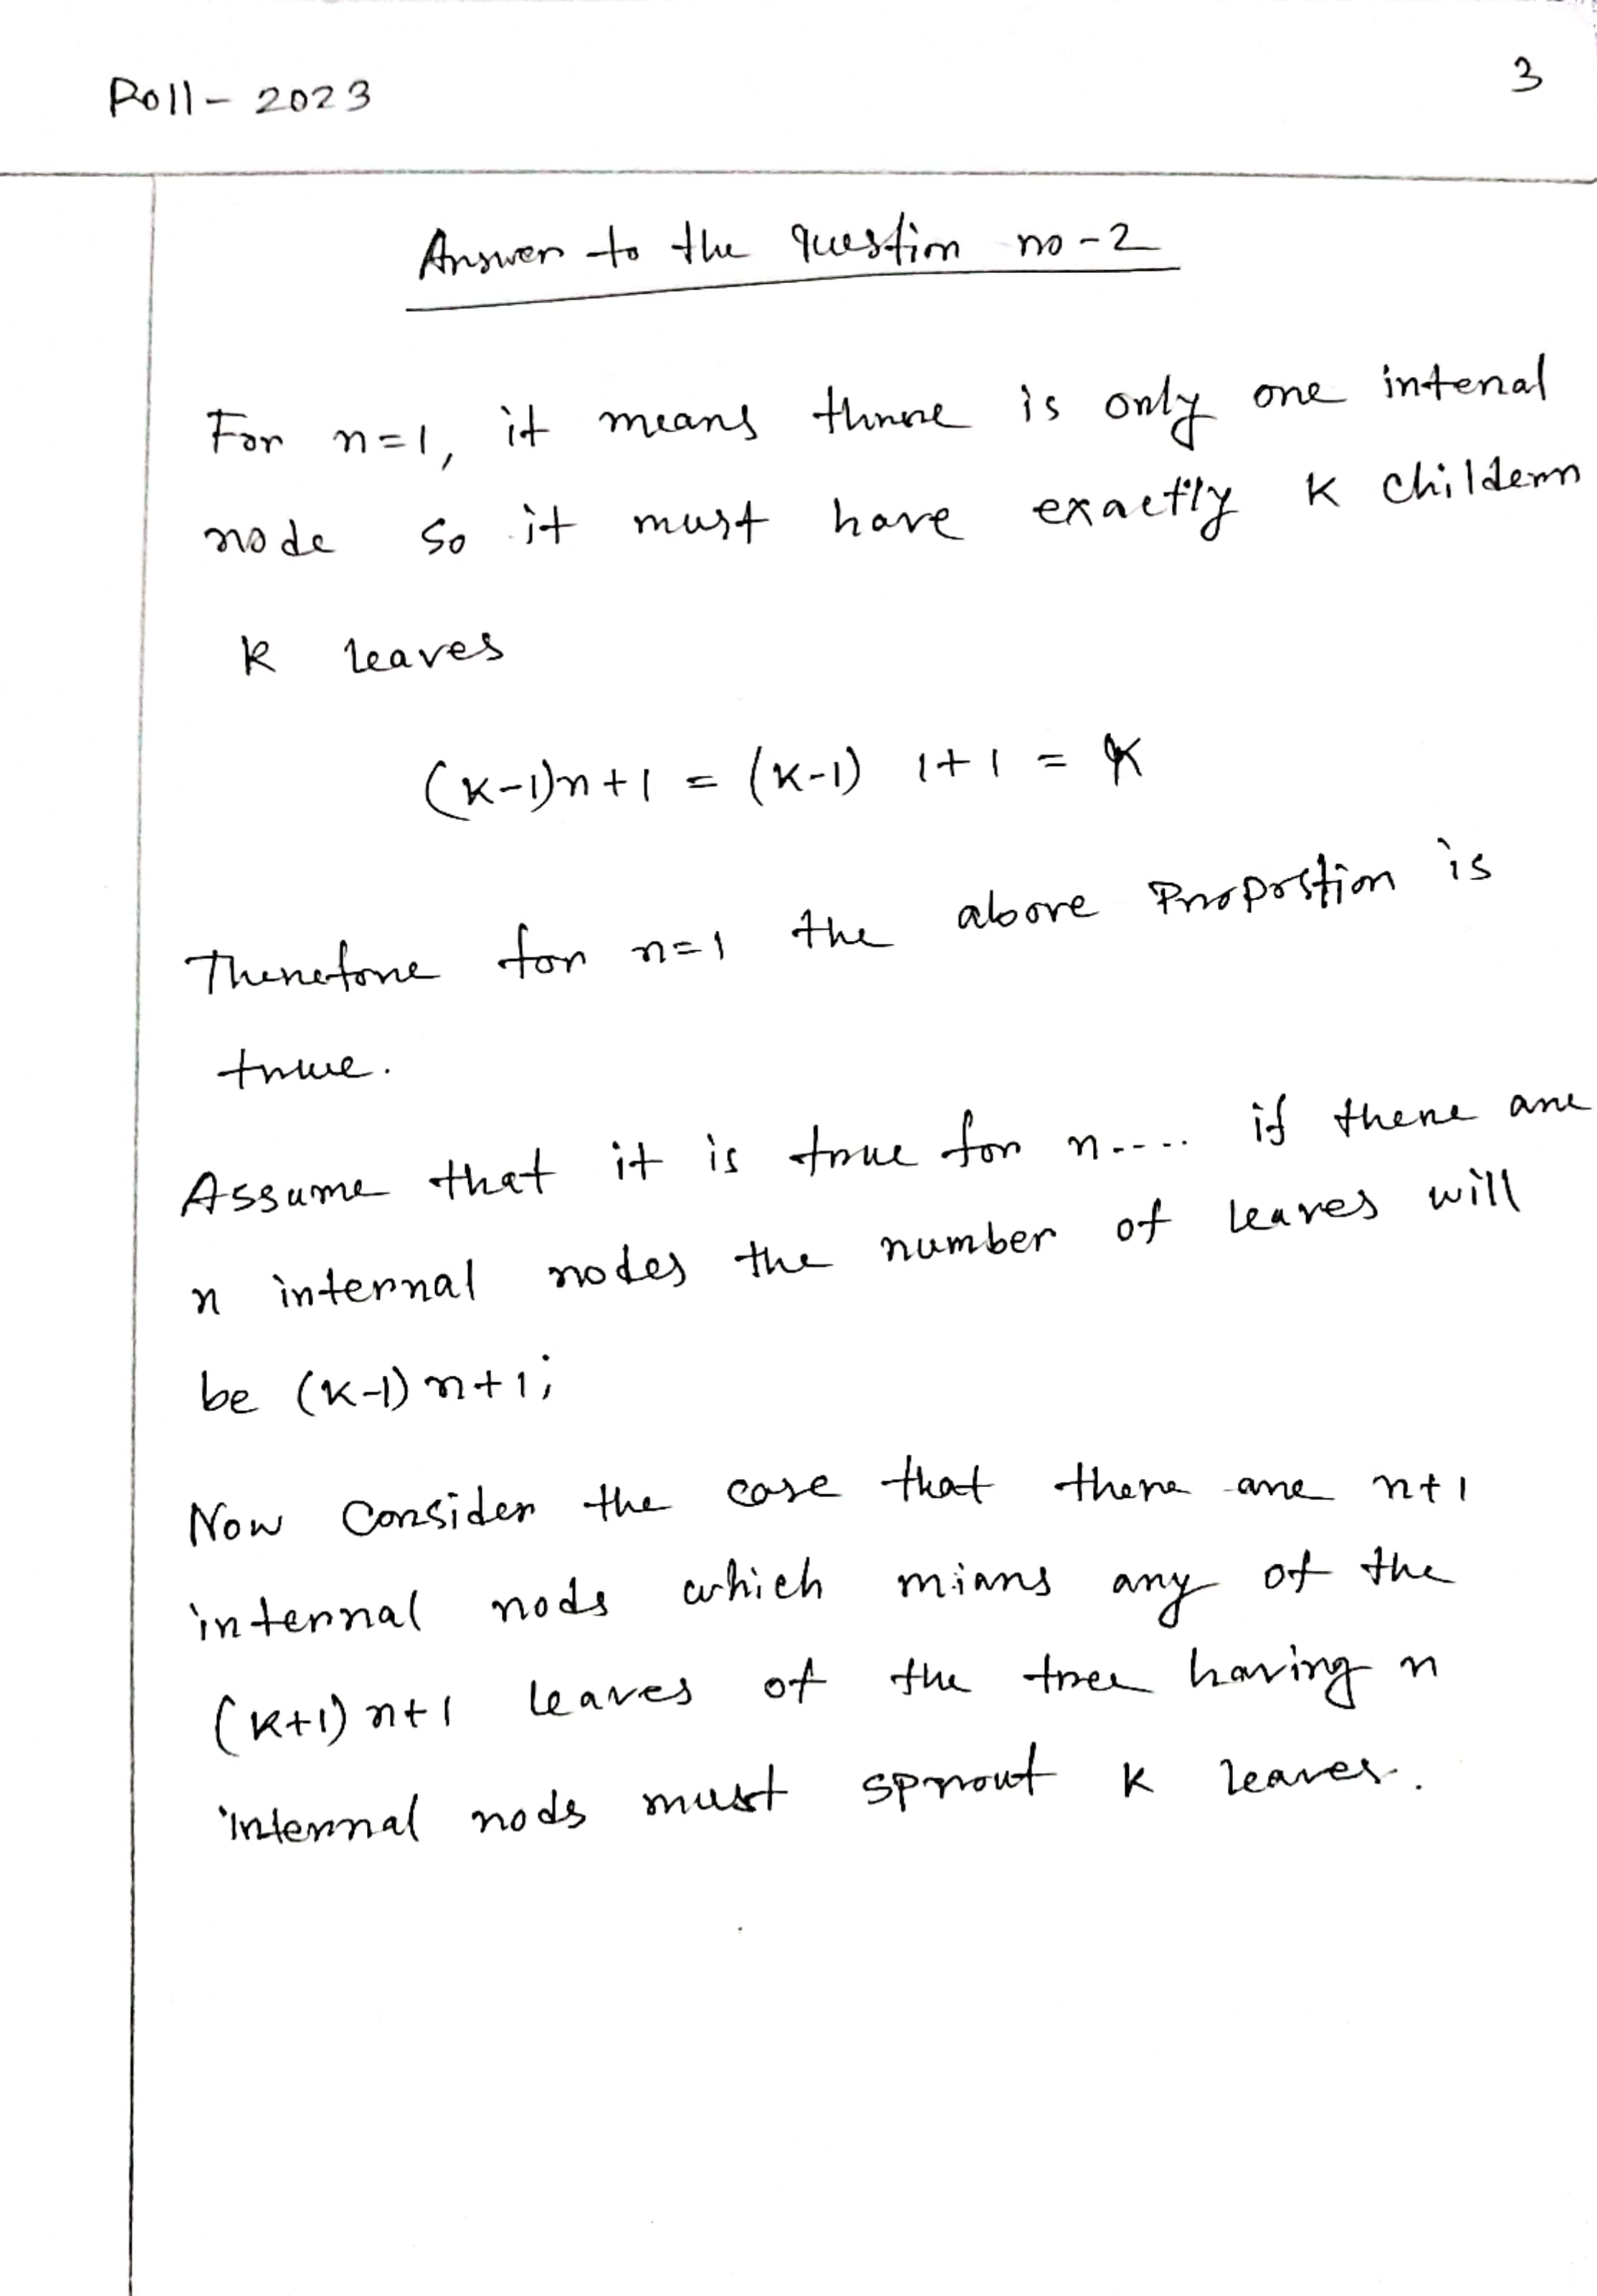 Roll- 2023
3
Answer to the question no-2
For n=1, it means there is only one intenal
node so it must have exactly K childern
K leaves
(K-1)n+1 = (K-1) 1+1 = K
Therefore for n=1 the above Propostion is
true.
Assume that it is true for n.... if there are
n internal nodes the number of leaves will
be (K-1)n+1;
Now Consider the case that there are n+1
internal nods which mians any of the
(K+1)n+1 leaves of the tree having n
internal nods must sprout K leaves.